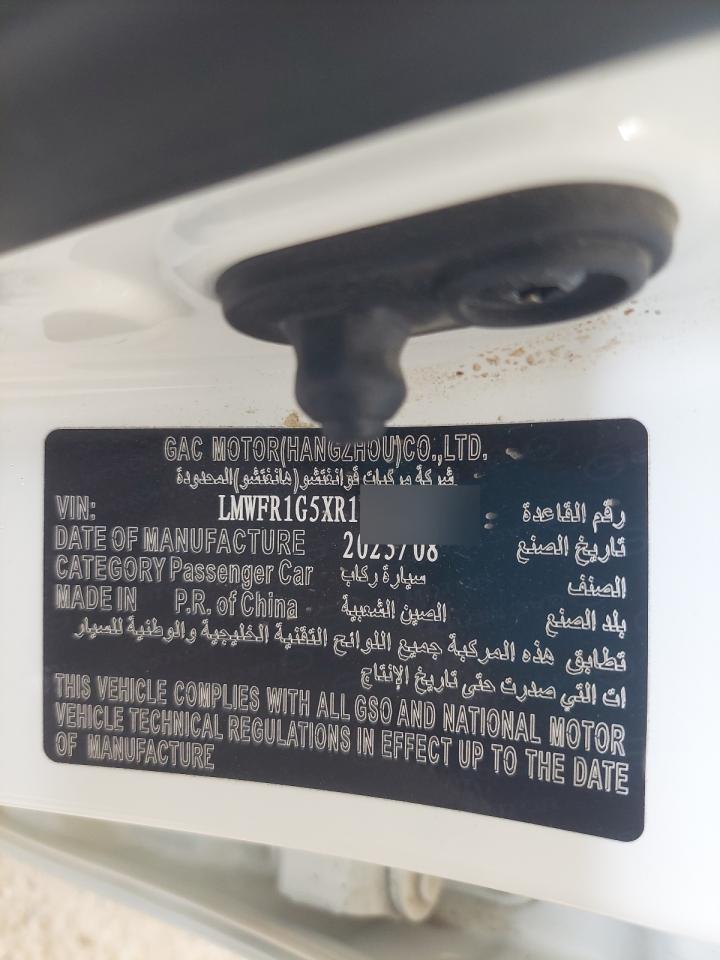 GAC MOTOR(HANGZHOU)CO.,LTD.
شركة مركبات قوانغتشو(هانغتشو)المحدودة
VIN: LMWFR1G5XR1 : رقم القاعدة
DATE OF MANUFACTURE 2023/08 تاريخ الصنع
CATEGORY Passenger Car سيارة ركاب الصنف
MADE IN P.R. of China الصين الشعبية بلد الصنع
تطابق هذه المركبة جميع اللوائح التقنية الخليجية والوطنية للسيار
ات التي صدرت حتى تاريخ الإنتاج
THIS VEHICLE COMPLIES WITH ALL GSO AND NATIONAL MOTOR
VEHICLE TECHNICAL REGULATIONS IN EFFECT UP TO THE DATE
OF MANUFACTURE